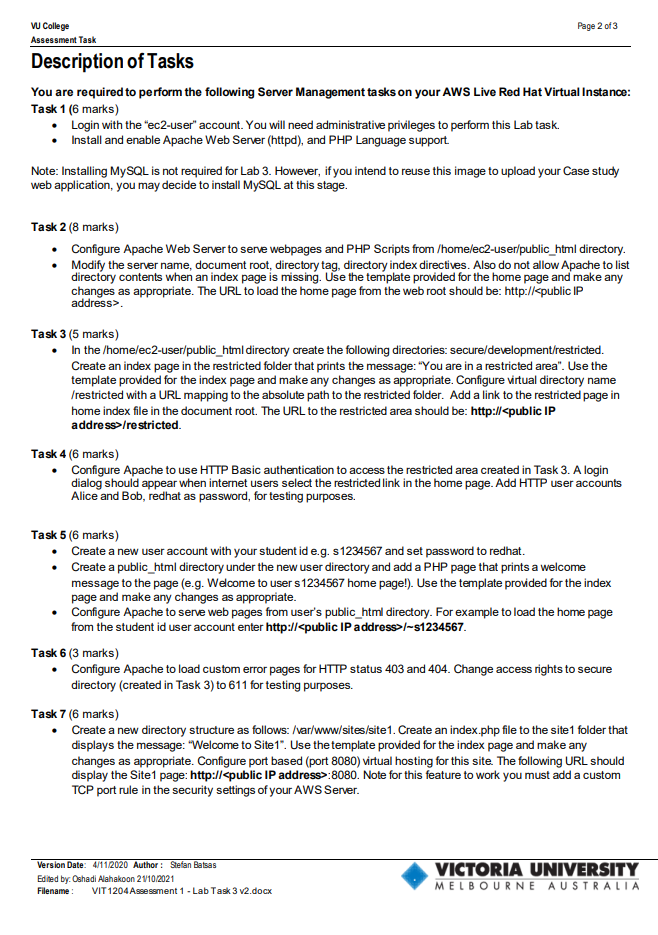 VU College
Page 2 of 3
Assessment Task
Description of Tasks
You are required to perform the following Server Management tasks on your AWS Live Red Hat Virtual Instance:
Task 1 (6 marks)
• Login with the “ec2-user” account. You will need administrative privileges to perform this Lab task.
• Install and enable Apache Web Server (httpd), and PHP Language support.
Note: Installing MySQL is not required for Lab 3. However, if you intend to reuse this image to upload your Case study
web application, you may decide to install MySQL at this stage.
Task 2 (8 marks)
• Configure Apache Web Server to serve webpages and PHP Scripts from /home/ec2-user/public_html directory.
• Modify the server name, document root, directory tag, directory index directives. Also do not allow Apache to list
directory contents when an index page is missing. Use the template provided for the home page and make any
changes as appropriate. The URL to load the home page from the web root should be: http://<public IP
address>.
Task 3 (5 marks)
• In the /home/ec2-user/public_html directory create the following directories: secure/development/restricted.
Create an index page in the restricted folder that prints the message: “You are in a restricted area”. Use the
template provided for the index page and make any changes as appropriate. Configure virtual directory name
/restricted with a URL mapping to the absolute path to the restricted folder. Add a link to the restricted page in
home index file in the document root. The URL to the restricted area should be: http://<public IP
address>/restricted.
Task 4 (6 marks)
• Configure Apache to use HTTP Basic authentication to access the restricted area created in Task 3. A login
dialog should appear when internet users select the restricted link in the home page. Add HTTP user accounts
Alice and Bob, redhat as password, for testing purposes.
Task 5 (6 marks)
• Create a new user account with your student id e.g. s1234567 and set password to redhat.
• Create a public_html directory under the new user directory and add a PHP page that prints a welcome
message to the page (e.g. Welcome to user s1234567 home page!). Use the template provided for the index
page and make any changes as appropriate.
• Configure Apache to serve web pages from user’s public_html directory. For example to load the home page
from the student id user account enter http://<public IP address>/~s1234567.
Task 6 (3 marks)
• Configure Apache to load custom error pages for HTTP status 403 and 404. Change access rights to secure
directory (created in Task 3) to 611 for testing purposes.
Task 7 (6 marks)
• Create a new directory structure as follows: /var/www/sites/site1. Create an index.php file to the site1 folder that
displays the message: “Welcome to Site1”. Use the template provided for the index page and make any
changes as appropriate. Configure port based (port 8080) virtual hosting for this site. The following URL should
display the Site1 page: http://<public IP address>:8080. Note for this feature to work you must add a custom
TCP port rule in the security settings of your AWS Server.
Version Date: 4/11/2020 Author : Stefan Batsas
Edited by: Oshadi Alahakoon 21/10/2021
Filename : VIT1204 Assessment 1 - Lab Task 3 v2.docx
VICTORIA UNIVERSITY
MELBOURNE AUSTRALIA